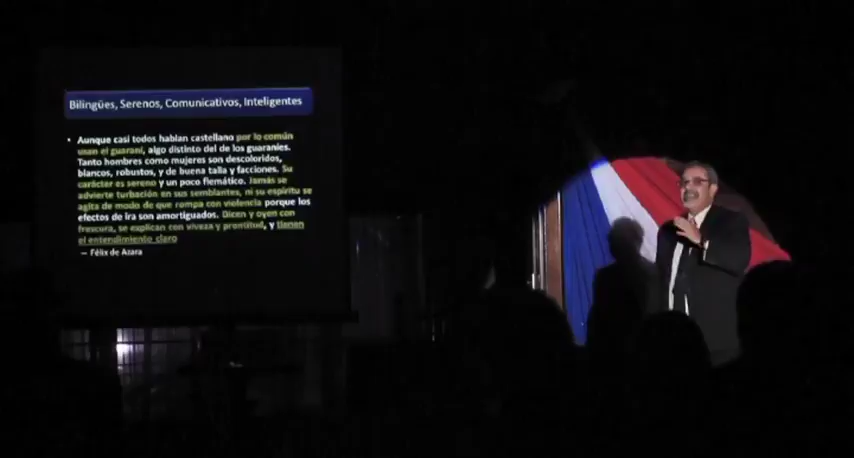 Bilingües, Serenos, Comunicativos, Inteligentes
• Aunque casi todos hablan castellano por lo común
usan el guaraní, algo distinto del de los guaraníes.
Tanto hombres como mujeres son descoloridos,
blancos, robustos, y de buena talla y facciones. Su
carácter es sereno y un poco flemático. Jamás se
advierte turbación en sus semblantes, ni su espíritu se
agita de modo de que rompa con violencia porque los
efectos de ira son amortiguados. Dicen y oyen con
frescura, se explican con viveza y prontitud, y tienen
el entendimiento claro
— Félix de Azara